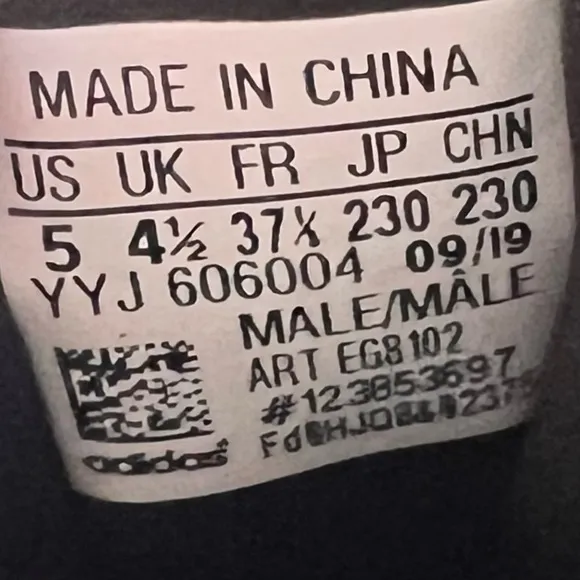 MADE IN CHINA
US UK FR JP CHN
5 4½ 37⅓ 230 230
YYJ 606004 09/19
MALE/MÂLE
ART EG8102
#123853697
adidas